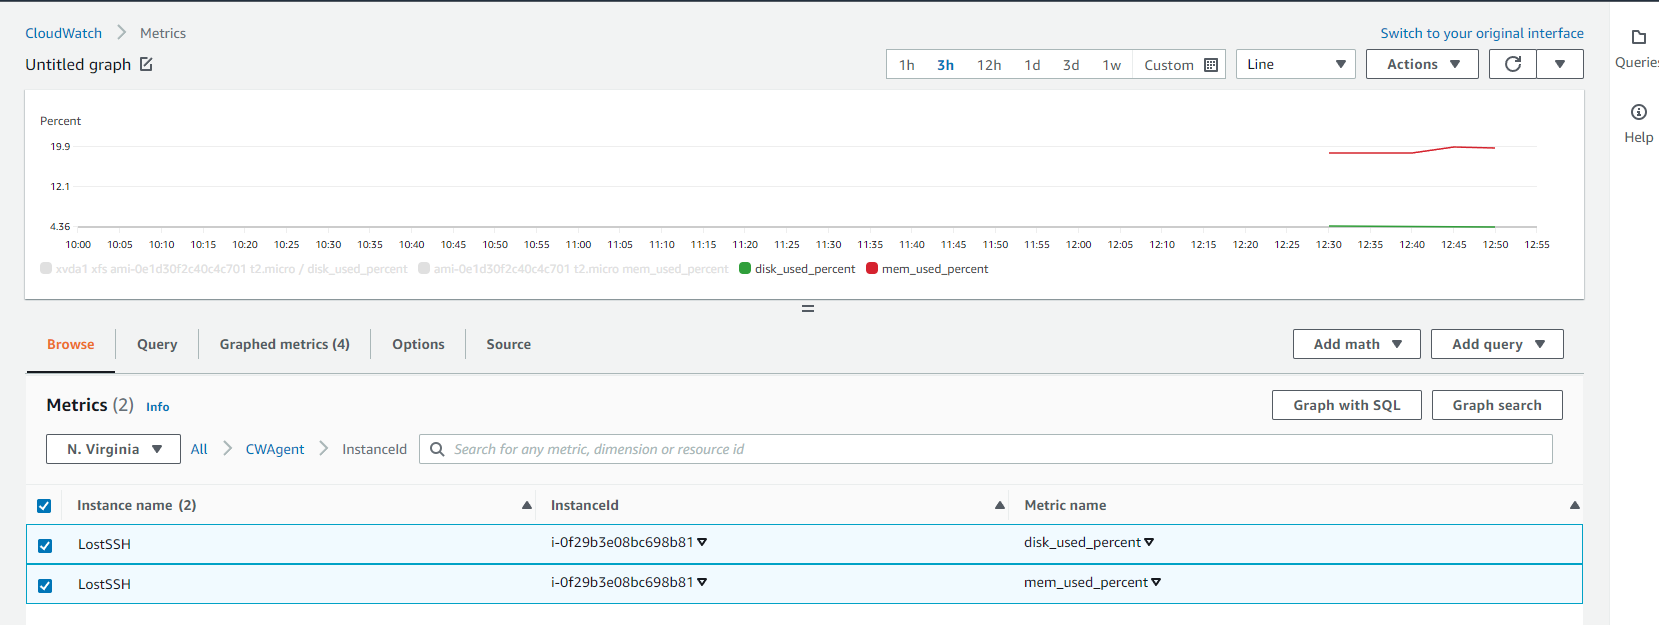 CloudWatch Metrics Switch to your original interface
Untitled graph 1h 3h 12h 1d 3d 1w Custom Line Actions
Queries
Help
Percent
19.9
12.1
4.36
10:00 10:05 10:10 10:15 10:20 10:25 10:30 10:35 10:40 10:45 10:50 10:55 11:00 11:05 11:10 11:15 11:20 11:25 11:30 11:35 11:40 11:45 11:50 11:55 12:00 12:05 12:10 12:15 12:20 12:25 12:30 12:35 12:40 12:45 12:50 12:55
xvda1 xfs ami-0e1d30f2c40c4c701 t2.micro / disk_used_percent ami-0e1d30f2c40c4c701 t2.micro mem_used_percent disk_used_percent mem_used_percent
Browse Query Graphed metrics (4) Options Source Add math Add query
Metrics (2) Info Graph with SQL Graph search
N. Virginia All CWAgent InstanceId Search for any metric, dimension or resource id
Instance name (2) InstanceId Metric name
LostSSH i-0f29b3e08bc698b81 disk_used_percent
LostSSH i-0f29b3e08bc698b81 mem_used_percent